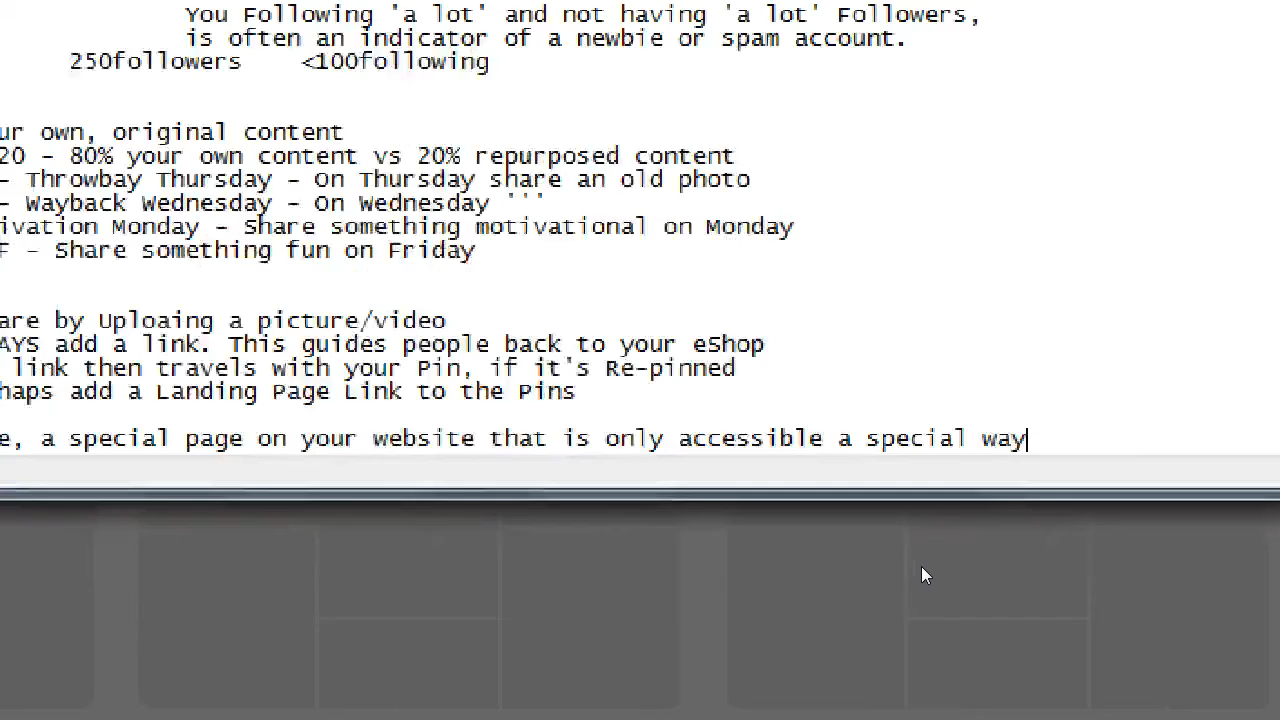 You Following 'a lot' and not having 'a lot' Followers,
is often an indicator of a newbie or spam account.
250followers <100following
ur own, original content
20 - 80% your own content vs 20% repurposed content
- Throwbay Thursday - On Thursday share an old photo
- Wayback Wednesday - On Wednesday ```
ivation Monday - Share something motivational on Monday
F - Share something fun on Friday
are by Uploaing a picture/video
AYS add a link. This guides people back to your eShop
link then travels with your Pin, if it's Re-pinned
haps add a Landing Page Link to the Pins
e, a special page on your website that is only accessible a special way